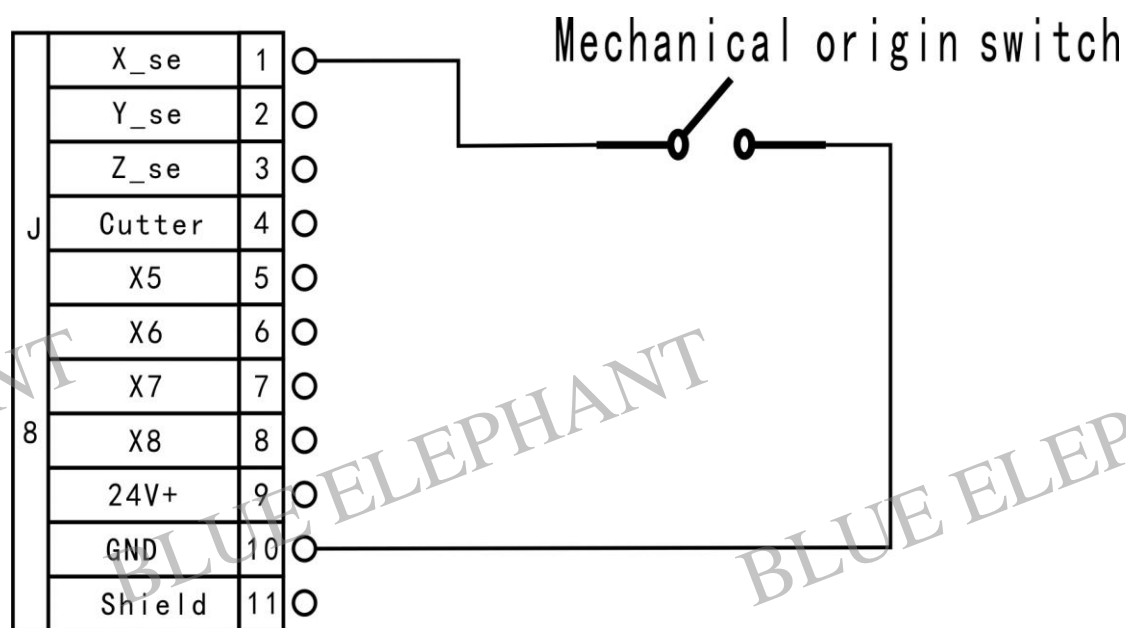 Mechanical origin switch
J 8
X_se 1
Y_se 2
Z_se 3
Cutter 4
X5 5
X6 6
X7 7
X8 8
24V+ 9
GND 10
Shield 11
NT
BLUE ELEPHANT
BLUE ELEP